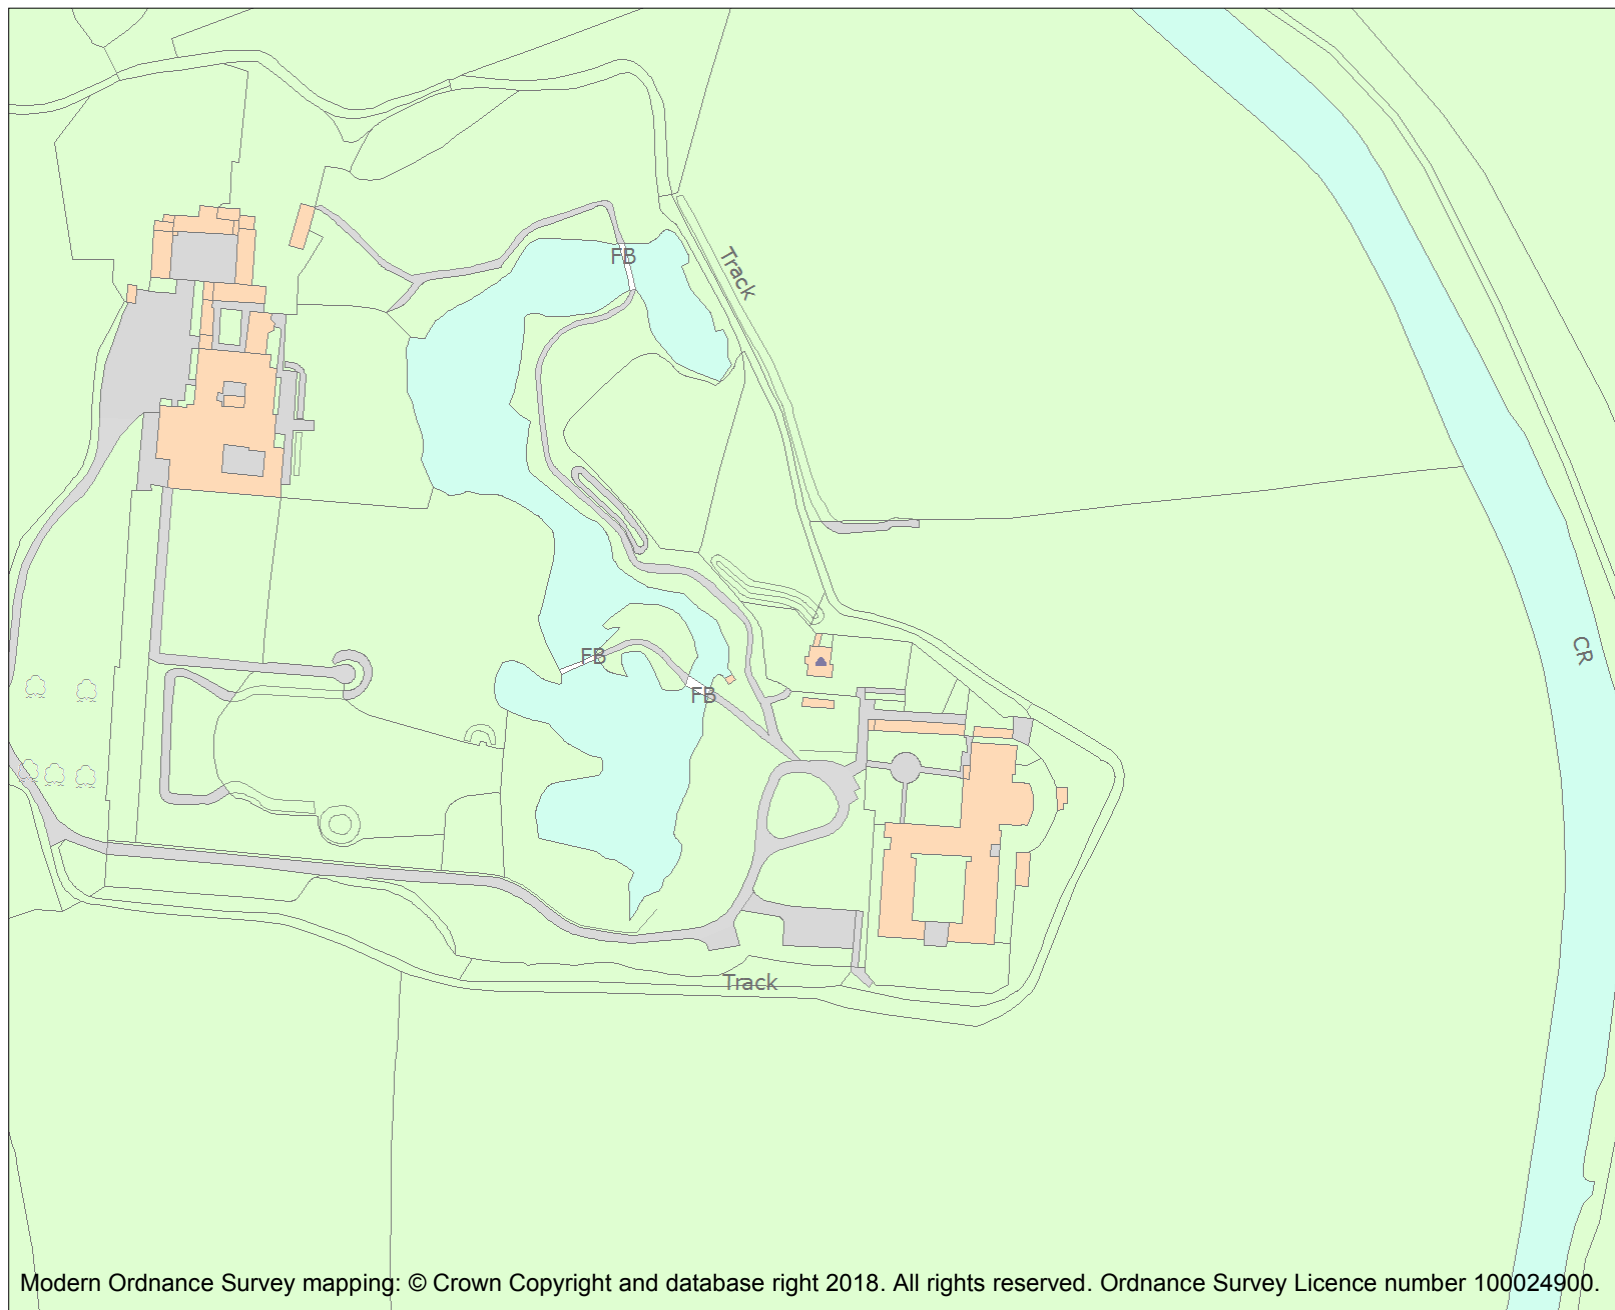 FB
Track
FB
CR
FB
Track
Modern Ordnance Survey mapping: © Crown Copyright and database right 2018. All rights reserved. Ordnance Survey Licence number 100024900.